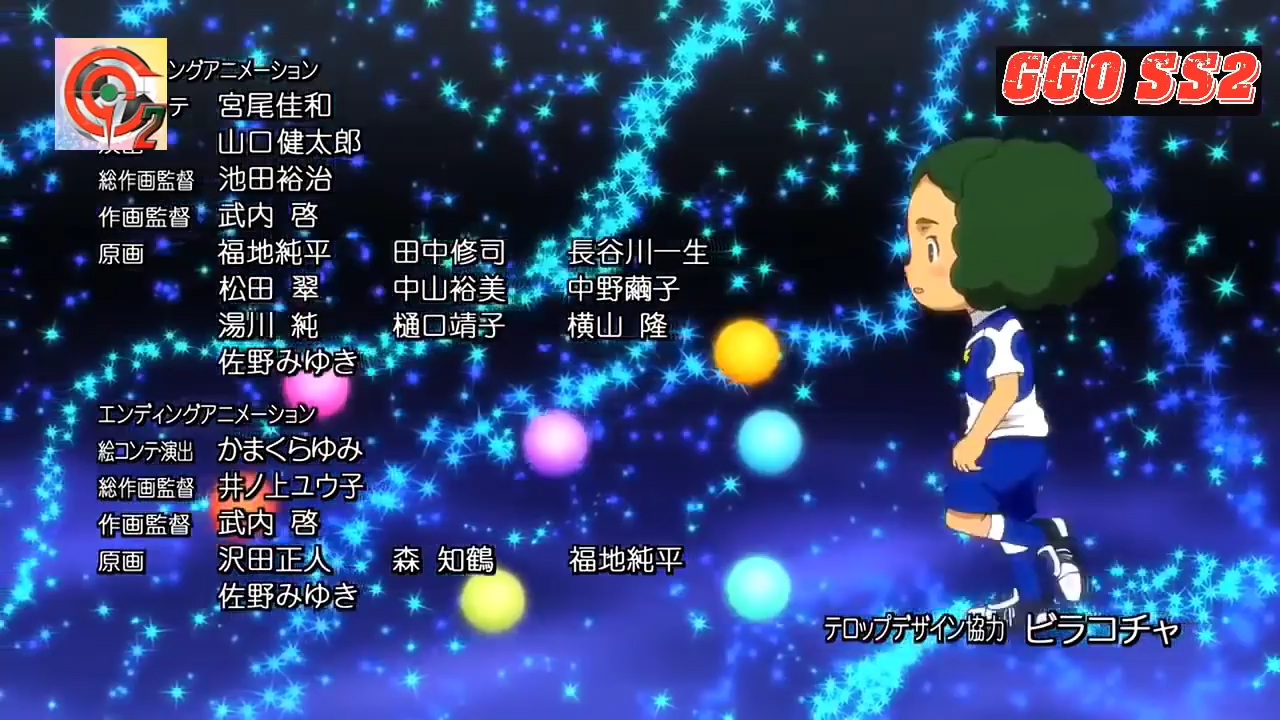 GGO SS2
2
ングアニメーション
テ 宮尾佳和
山口健太郎
総作画監督 池田裕治
作画監督 武内 啓
原画 福地純平 田中修司 長谷川一生
松田 翠 中山裕美 中野繭子
湯川 純 樋口靖子 横山 隆
佐野みゆき
エンディングアニメーション
絵コンテ演出 かまくらゆみ
総作画監督 井ノ上ユウ子
作画監督 武内 啓
原画 沢田正人 森 知鶴 福地純平
佐野みゆき
テロップデザイン協力 ビラコチャ